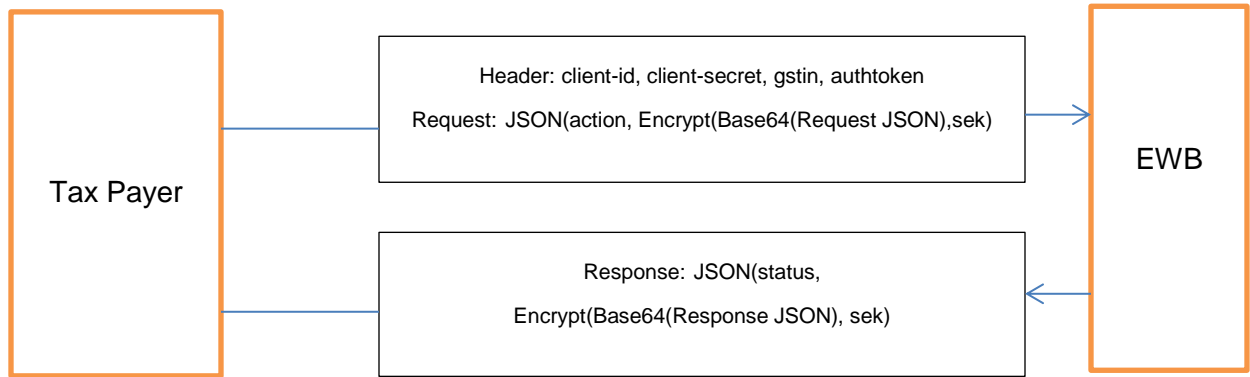 Tax Payer
Header: client-id, client-secret, gstin, authtoken
Request: JSON(action, Encrypt(Base64(Request JSON),sek)
EWB
Response: JSON(status,
Encrypt(Base64(Response JSON), sek)